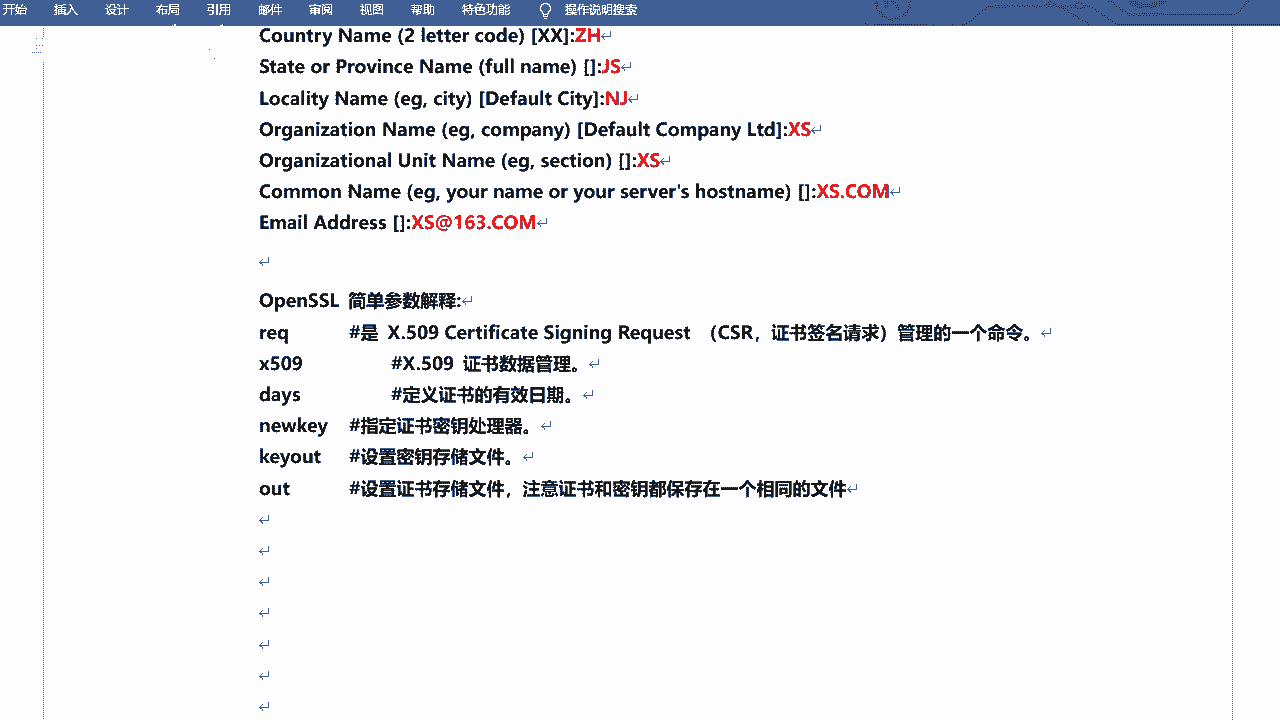 开始 插入 设计 布局 引用 邮件 审阅 视图 帮助 特色功能 操作说明搜索
Country Name (2 letter code) [XX]:ZH
State or Province Name (full name) []:JS
Locality Name (eg, city) [Default City]:NJ
Organization Name (eg, company) [Default Company Ltd]:XS
Organizational Unit Name (eg, section) []:XS
Common Name (eg, your name or your server's hostname) []:XS.COM
Email Address []:XS@163.COM
OpenSSL 简单参数解释:
req #是 X.509 Certificate Signing Request （CSR，证书签名请求）管理的一个命令。
x509 #X.509 证书数据管理。
days #定义证书的有效日期。
newkey #指定证书密钥处理器。
keyout #设置密钥存储文件。
out #设置证书存储文件，注意证书和密钥都保存在一个相同的文件